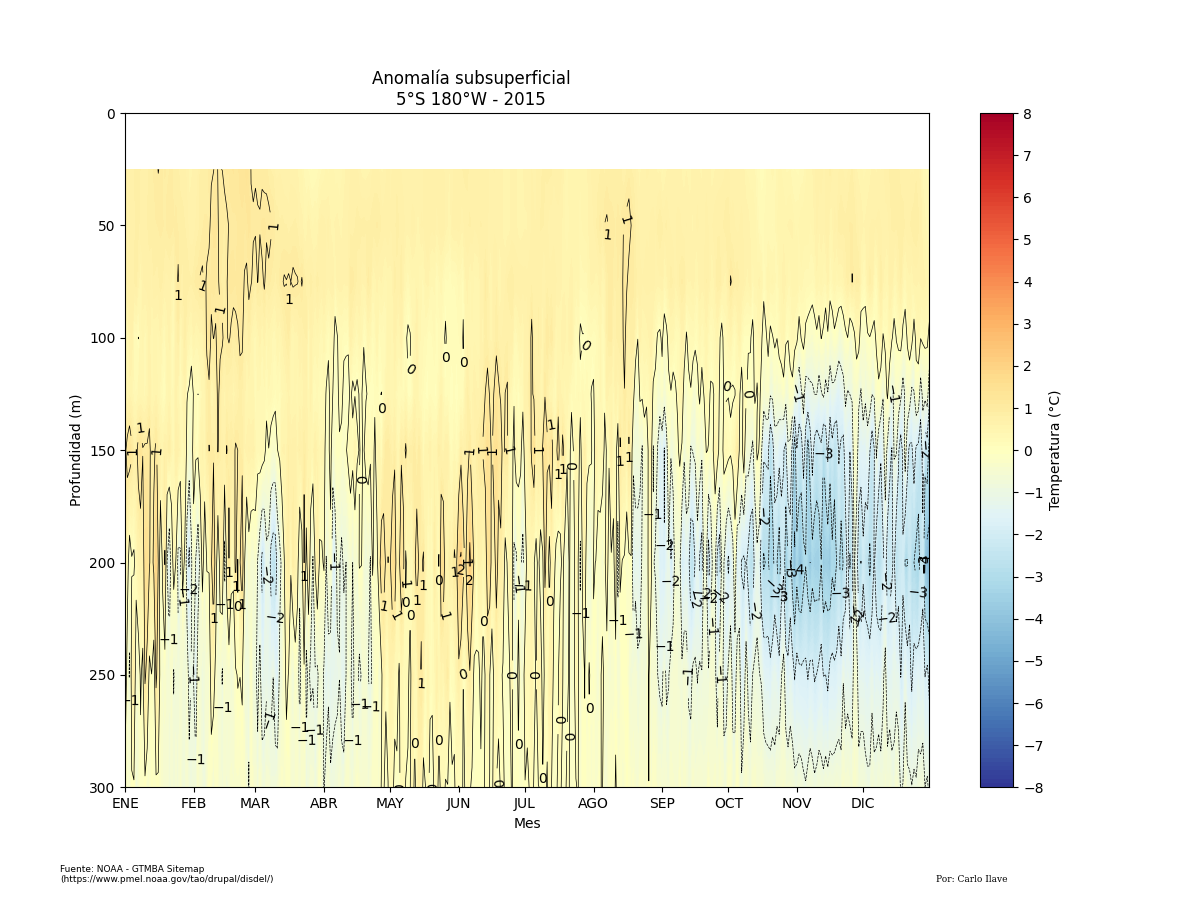 Anomalía subsuperficial
5°S 180°W - 2015
0
50
100
150
200
250
300
Profundidad (m)
ENE FEB MAR ABR MAY JUN JUL AGO SEP OCT NOV DIC
Mes
8
7
6
5
4
3
2
1
0
−1
−2
−3
−4
−5
−6
−7
−8
Temperatura (°C)
Fuente: NOAA - GTMBA Sitemap
(https://www.pmel.noaa.gov/tao/drupal/disdel/)
Por: Carlo Ilave